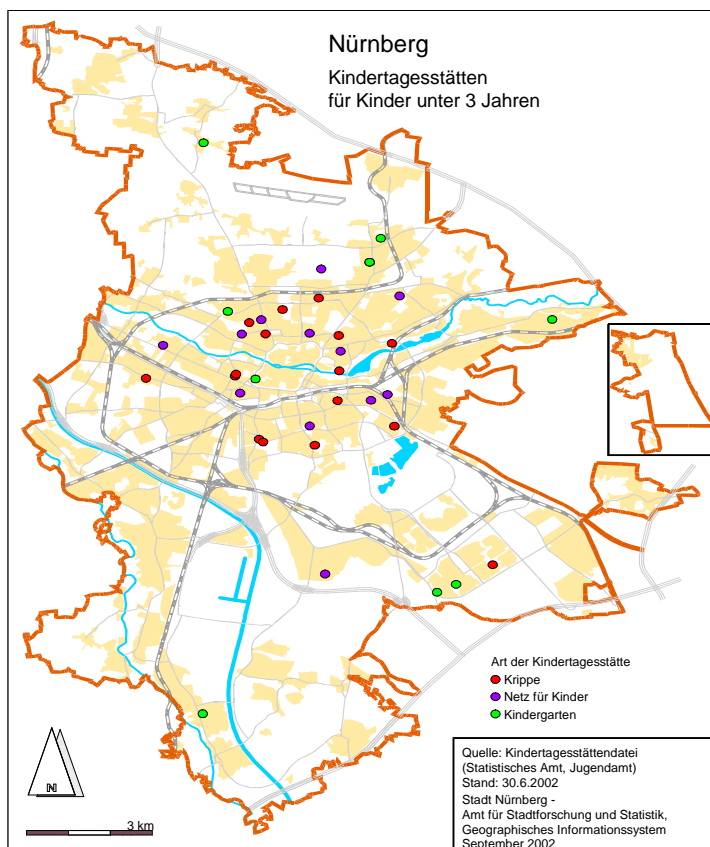 Nürnberg
Kindertagesstätten
für Kinder unter 3 Jahren
Art der Kindertagesstätte
Krippe
Netz für Kinder
Kindergarten
N
3 km
Quelle: Kindertagesstättendatei
(Statistisches Amt, Jugendamt)
Stand: 30.6.2002
Stadt Nürnberg -
Amt für Stadtforschung und Statistik,
Geographisches Informationssystem
September 2002